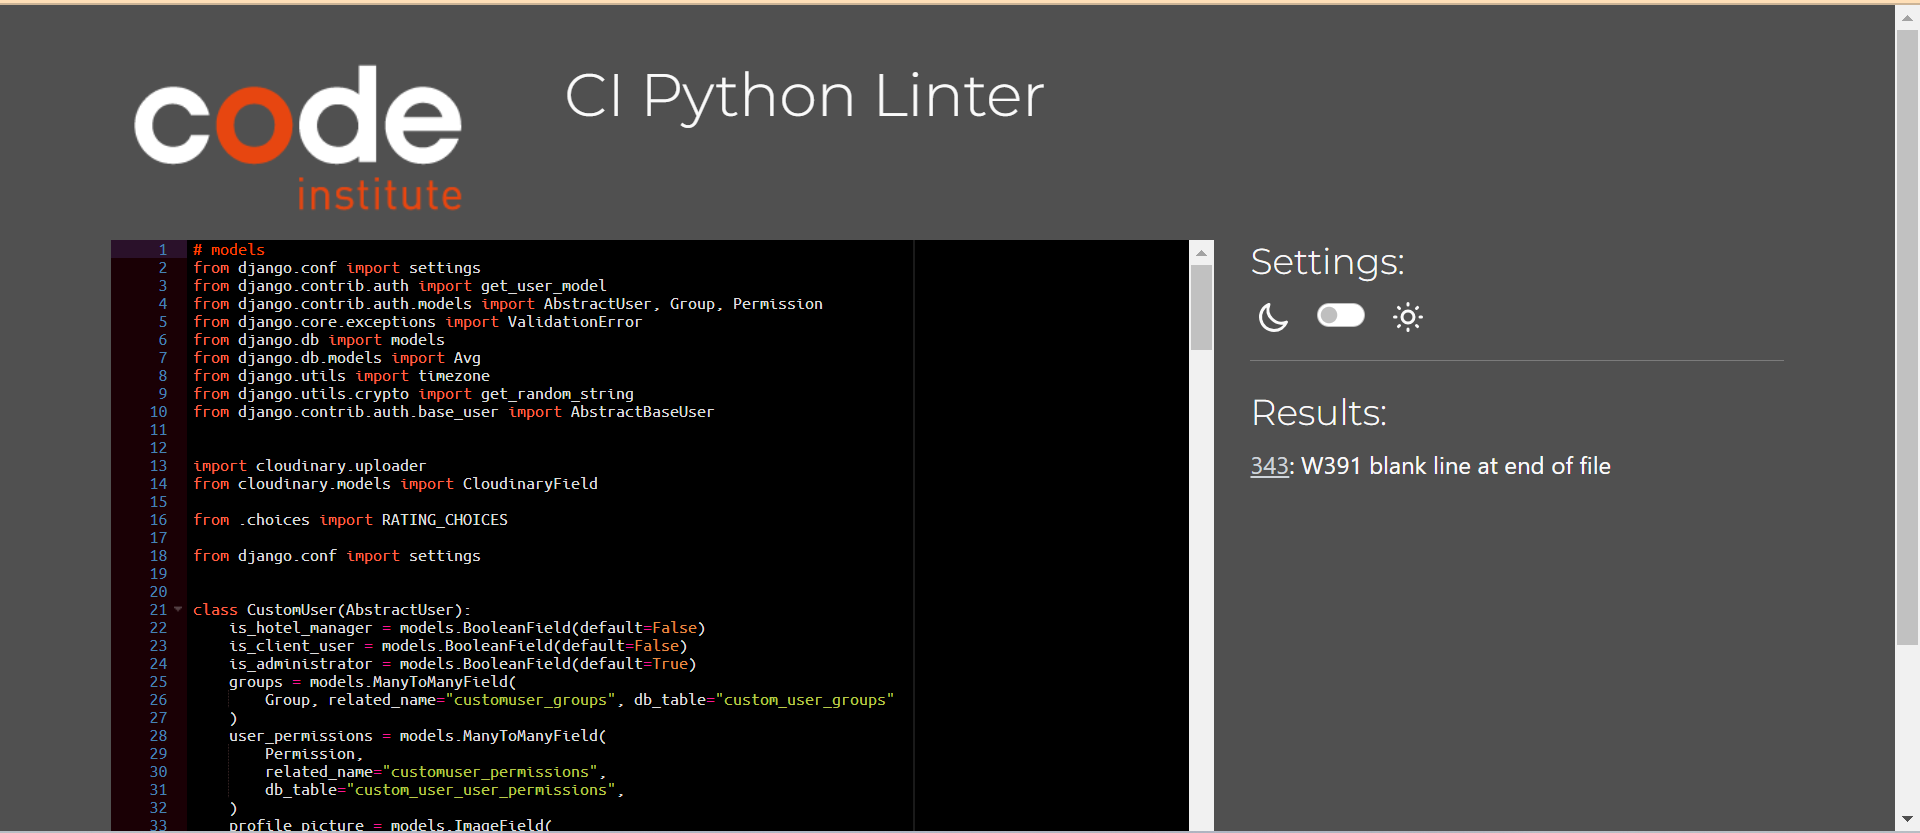 code
institute
CI Python Linter
1 # models
2 from django.conf import settings
3 from django.contrib.auth import get_user_model
4 from django.contrib.auth.models import AbstractUser, Group, Permission
5 from django.core.exceptions import ValidationError
6 from django.db import models
7 from django.db.models import Avg
8 from django.utils import timezone
9 from django.utils.crypto import get_random_string
10 from django.contrib.auth.base_user import AbstractBaseUser
11
12
13 import cloudinary.uploader
14 from cloudinary.models import CloudinaryField
15
16 from .choices import RATING_CHOICES
17
18 from django.conf import settings
19
20
21 class CustomUser(AbstractUser):
22     is_hotel_manager = models.BooleanField(default=False)
23     is_client_user = models.BooleanField(default=False)
24     is_administrator = models.BooleanField(default=True)
25     groups = models.ManyToManyField(
26         Group, related_name="customuser_groups", db_table="custom_user_groups"
27     )
28     user_permissions = models.ManyToManyField(
29         Permission,
30         related_name="customuser_permissions",
31         db_table="custom_user_user_permissions",
32     )
33     profile_picture = models.ImageField(
Settings:
Results:
343: W391 blank line at end of file